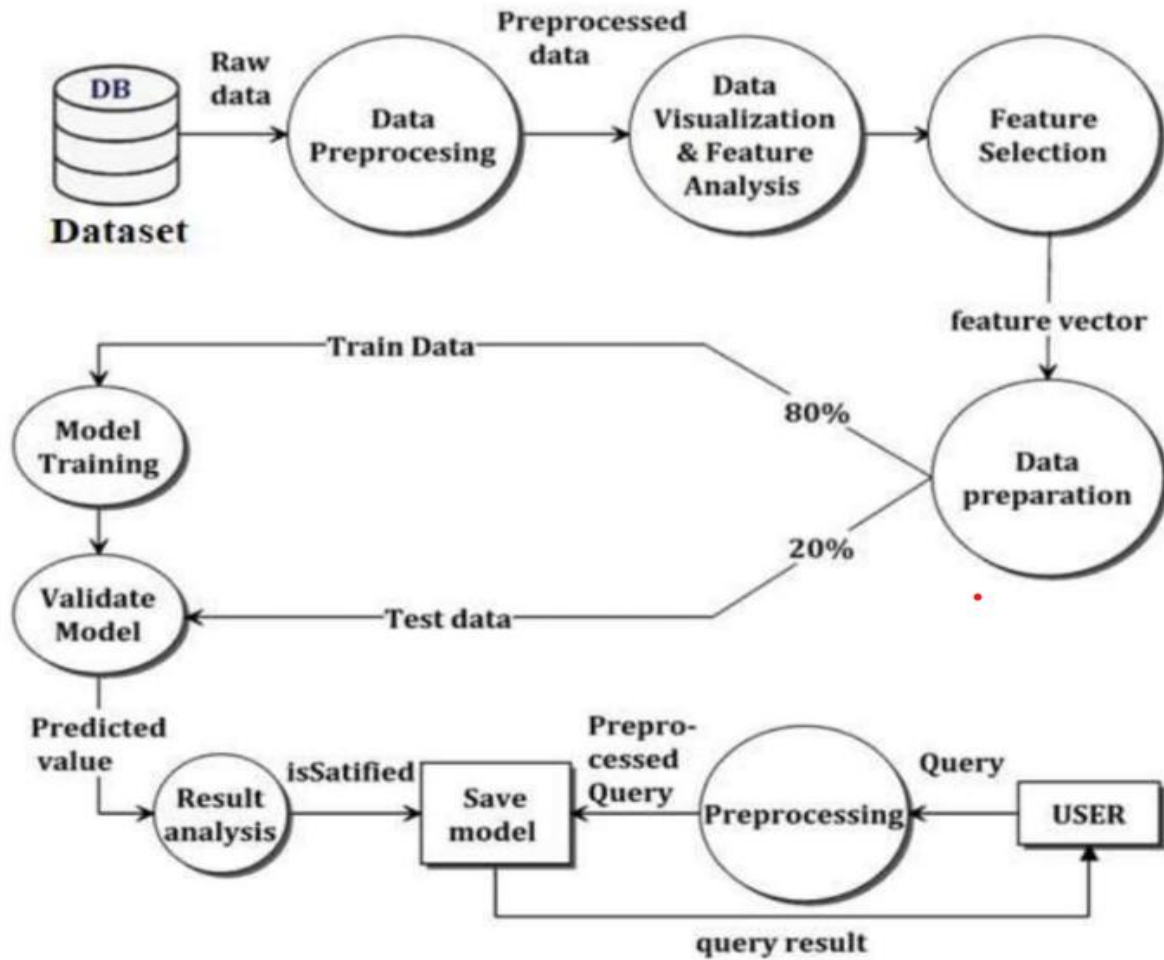 DB
Dataset
Raw
data
Data
Preprocesing
Preprocessed
data
Data
Visualization
& Feature
Analysis
Feature
Selection
feature vector
Data
preparation
80%
Train Data
20%
Test data
Model
Training
Validate
Model
Predicted
value
Result
analysis
isSatified
Save
model
Prepro-
cessed
Query
Preprocessing
Query
USER
query result